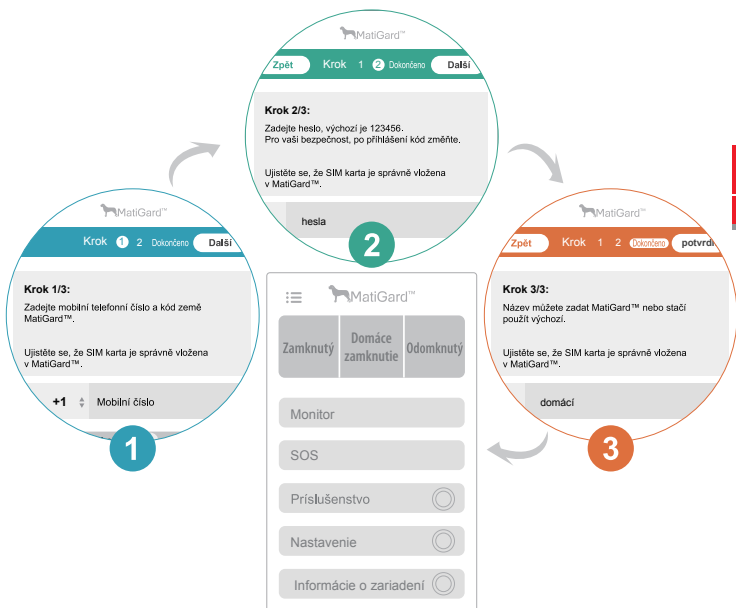 MatiGard™
Zpět Krok 1 2 Dokončeno Další
Krok 2/3:
Zadejte heslo, výchozí je 123456.
Pro vaši bezpečnost, po přihlášení kód změňte.
Ujistěte se, že SIM karta je správně vložena
v MatiGard™.
hesla
2
MatiGard™
Krok 1 2 Dokončeno Další
Krok 1/3:
Zadejte mobilní telefonní číslo a kód země
MatiGard™.
Ujistěte se, že SIM karta je správně vložena
v MatiGard™.
+1 Mobilní číslo
1
MatiGard™
Zpět Krok 1 2 Dokončeno potvrdi
Krok 3/3:
Název můžete zadat MatiGard™ nebo stačí
použít výchozí.
Ujistěte se, že SIM karta je správně vložena
v MatiGard™.
domácí
3
MatiGard™
Zamknutý
Domáce
zamknutie
Odomknutý
Monitor
SOS
Príslušenstvo
Nastavenie
Informácie o zariadení